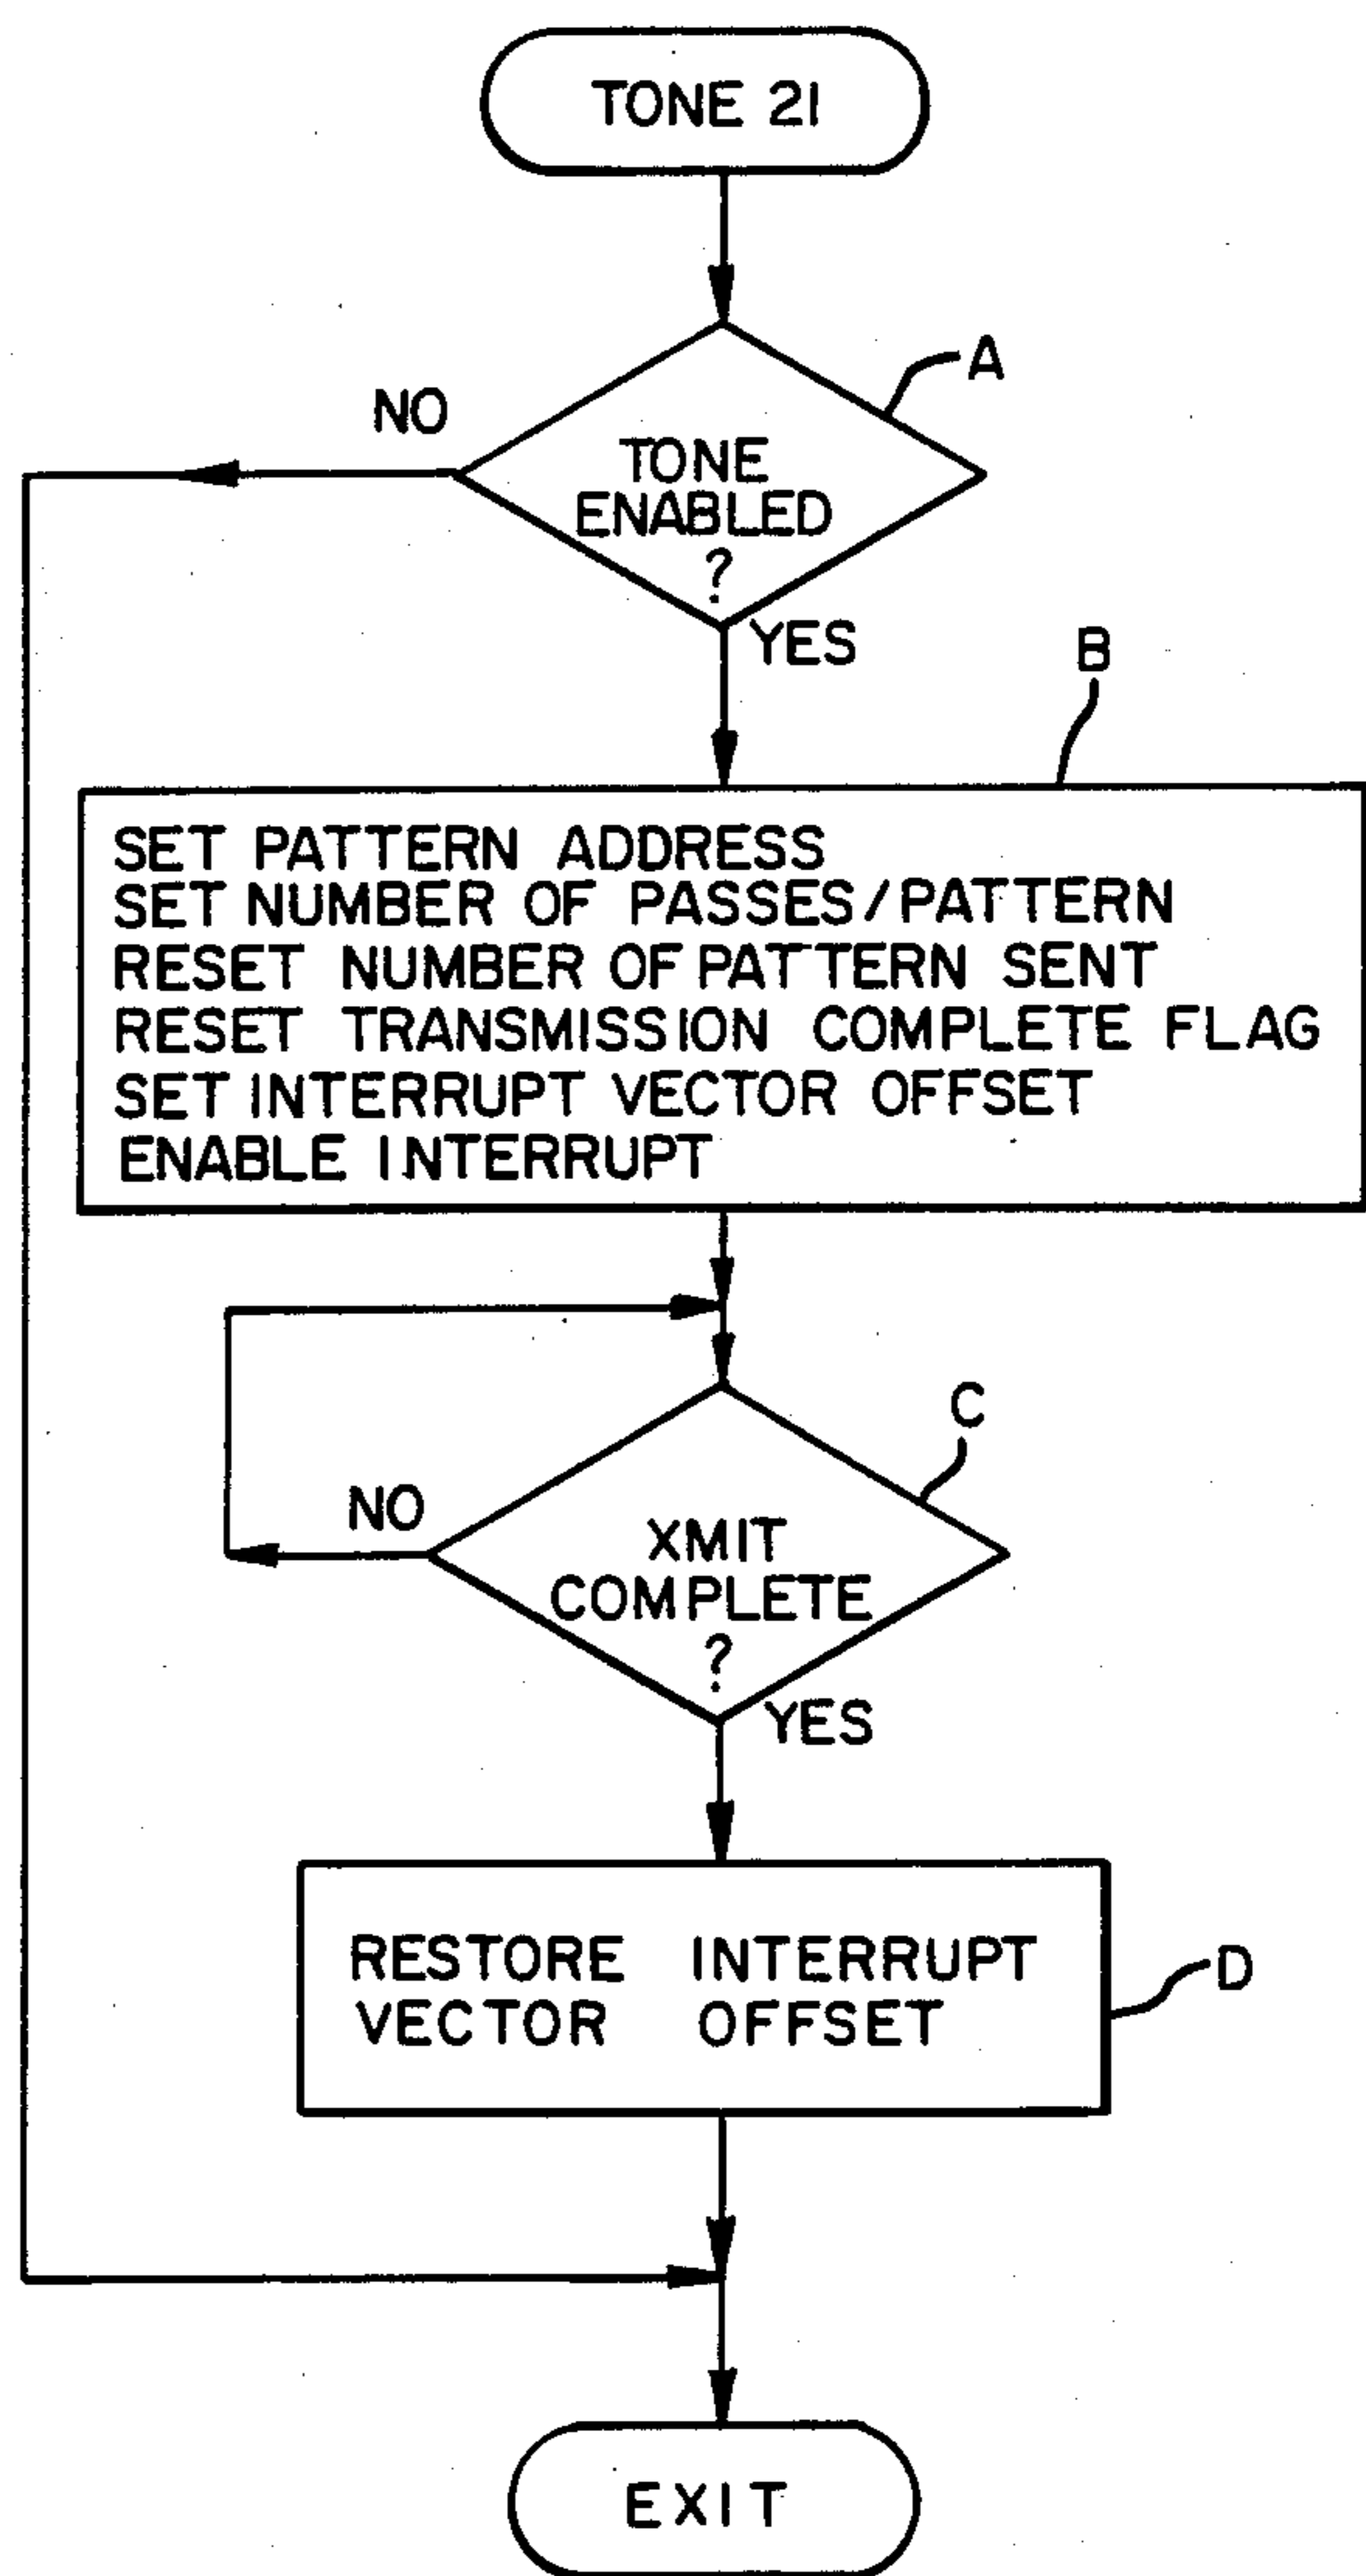 TONE 21
A
NO
TONE
ENABLED
?
YES
B
SET PATTERN ADDRESS
SET NUMBER OF PASSES/PATTERN
RESET NUMBER OF PATTERN SENT
RESET TRANSMISSION COMPLETE FLAG
SET INTERRUPT VECTOR OFFSET
ENABLE INTERRUPT
C
NO
XMIT
COMPLETE
?
YES
RESTORE INTERRUPT
VECTOR OFFSET
D
EXIT